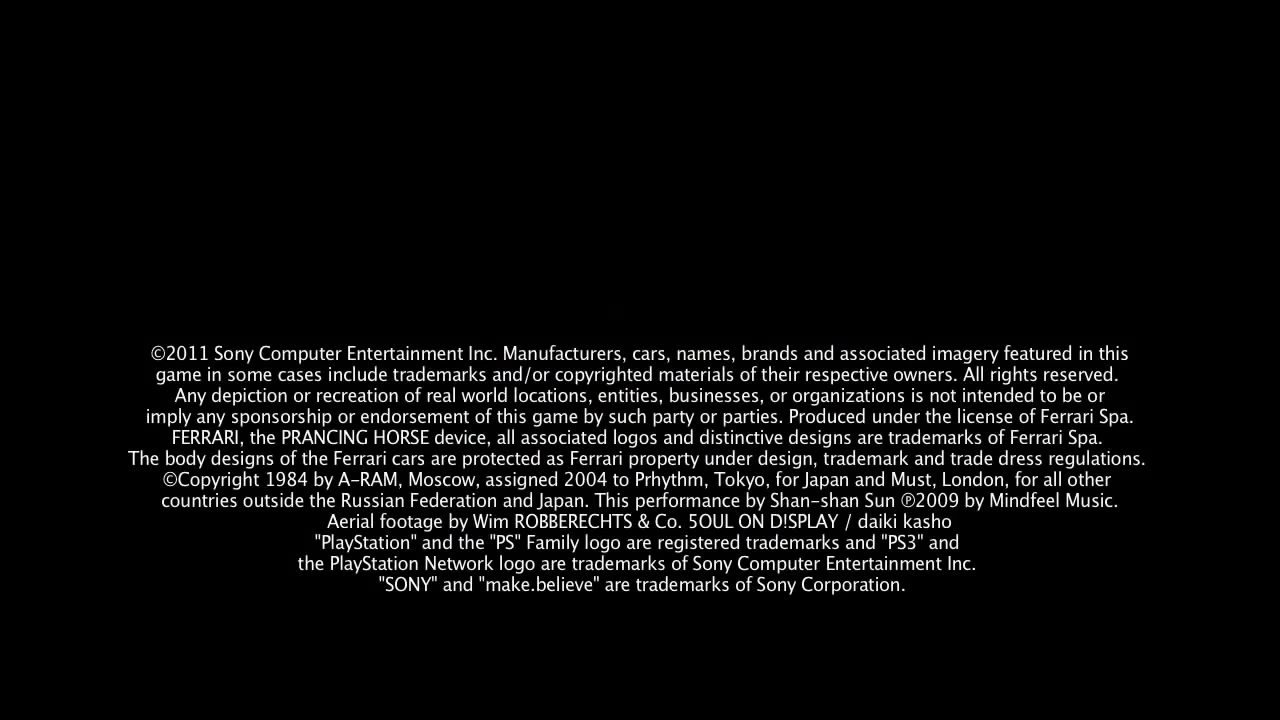 ©2011 Sony Computer Entertainment Inc. Manufacturers, cars, names, brands and associated imagery featured in this
game in some cases include trademarks and/or copyrighted materials of their respective owners. All rights reserved.
Any depiction or recreation of real world locations, entities, businesses, or organizations is not intended to be or
imply any sponsorship or endorsement of this game by such party or parties. Produced under the license of Ferrari Spa.
FERRARI, the PRANCING HORSE device, all associated logos and distinctive designs are trademarks of Ferrari Spa.
The body designs of the Ferrari cars are protected as Ferrari property under design, trademark and trade dress regulations.
©Copyright 1984 by A-RAM, Moscow, assigned 2004 to Prhythm, Tokyo, for Japan and Must, London, for all other
countries outside the Russian Federation and Japan. This performance by Shan-shan Sun ℗2009 by Mindfeel Music.
Aerial footage by Wim ROBBERECHTS & Co. 5OUL ON D!SPLAY / daiki kasho
"PlayStation" and the "PS" Family logo are registered trademarks and "PS3" and
the PlayStation Network logo are trademarks of Sony Computer Entertainment Inc.
"SONY" and "make.believe" are trademarks of Sony Corporation.